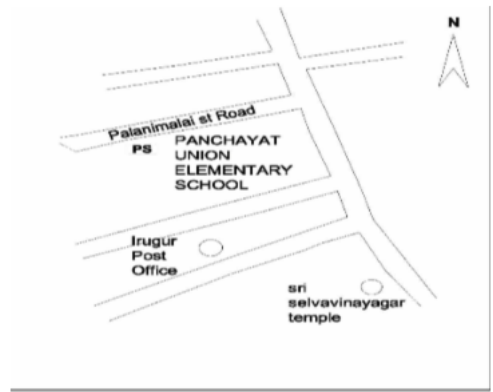 N
Palanimalai st Road
PS
PANCHAYAT
UNION
ELEMENTARY
SCHOOL
Irugur
Post
Office
sri
selvavinayagar
temple